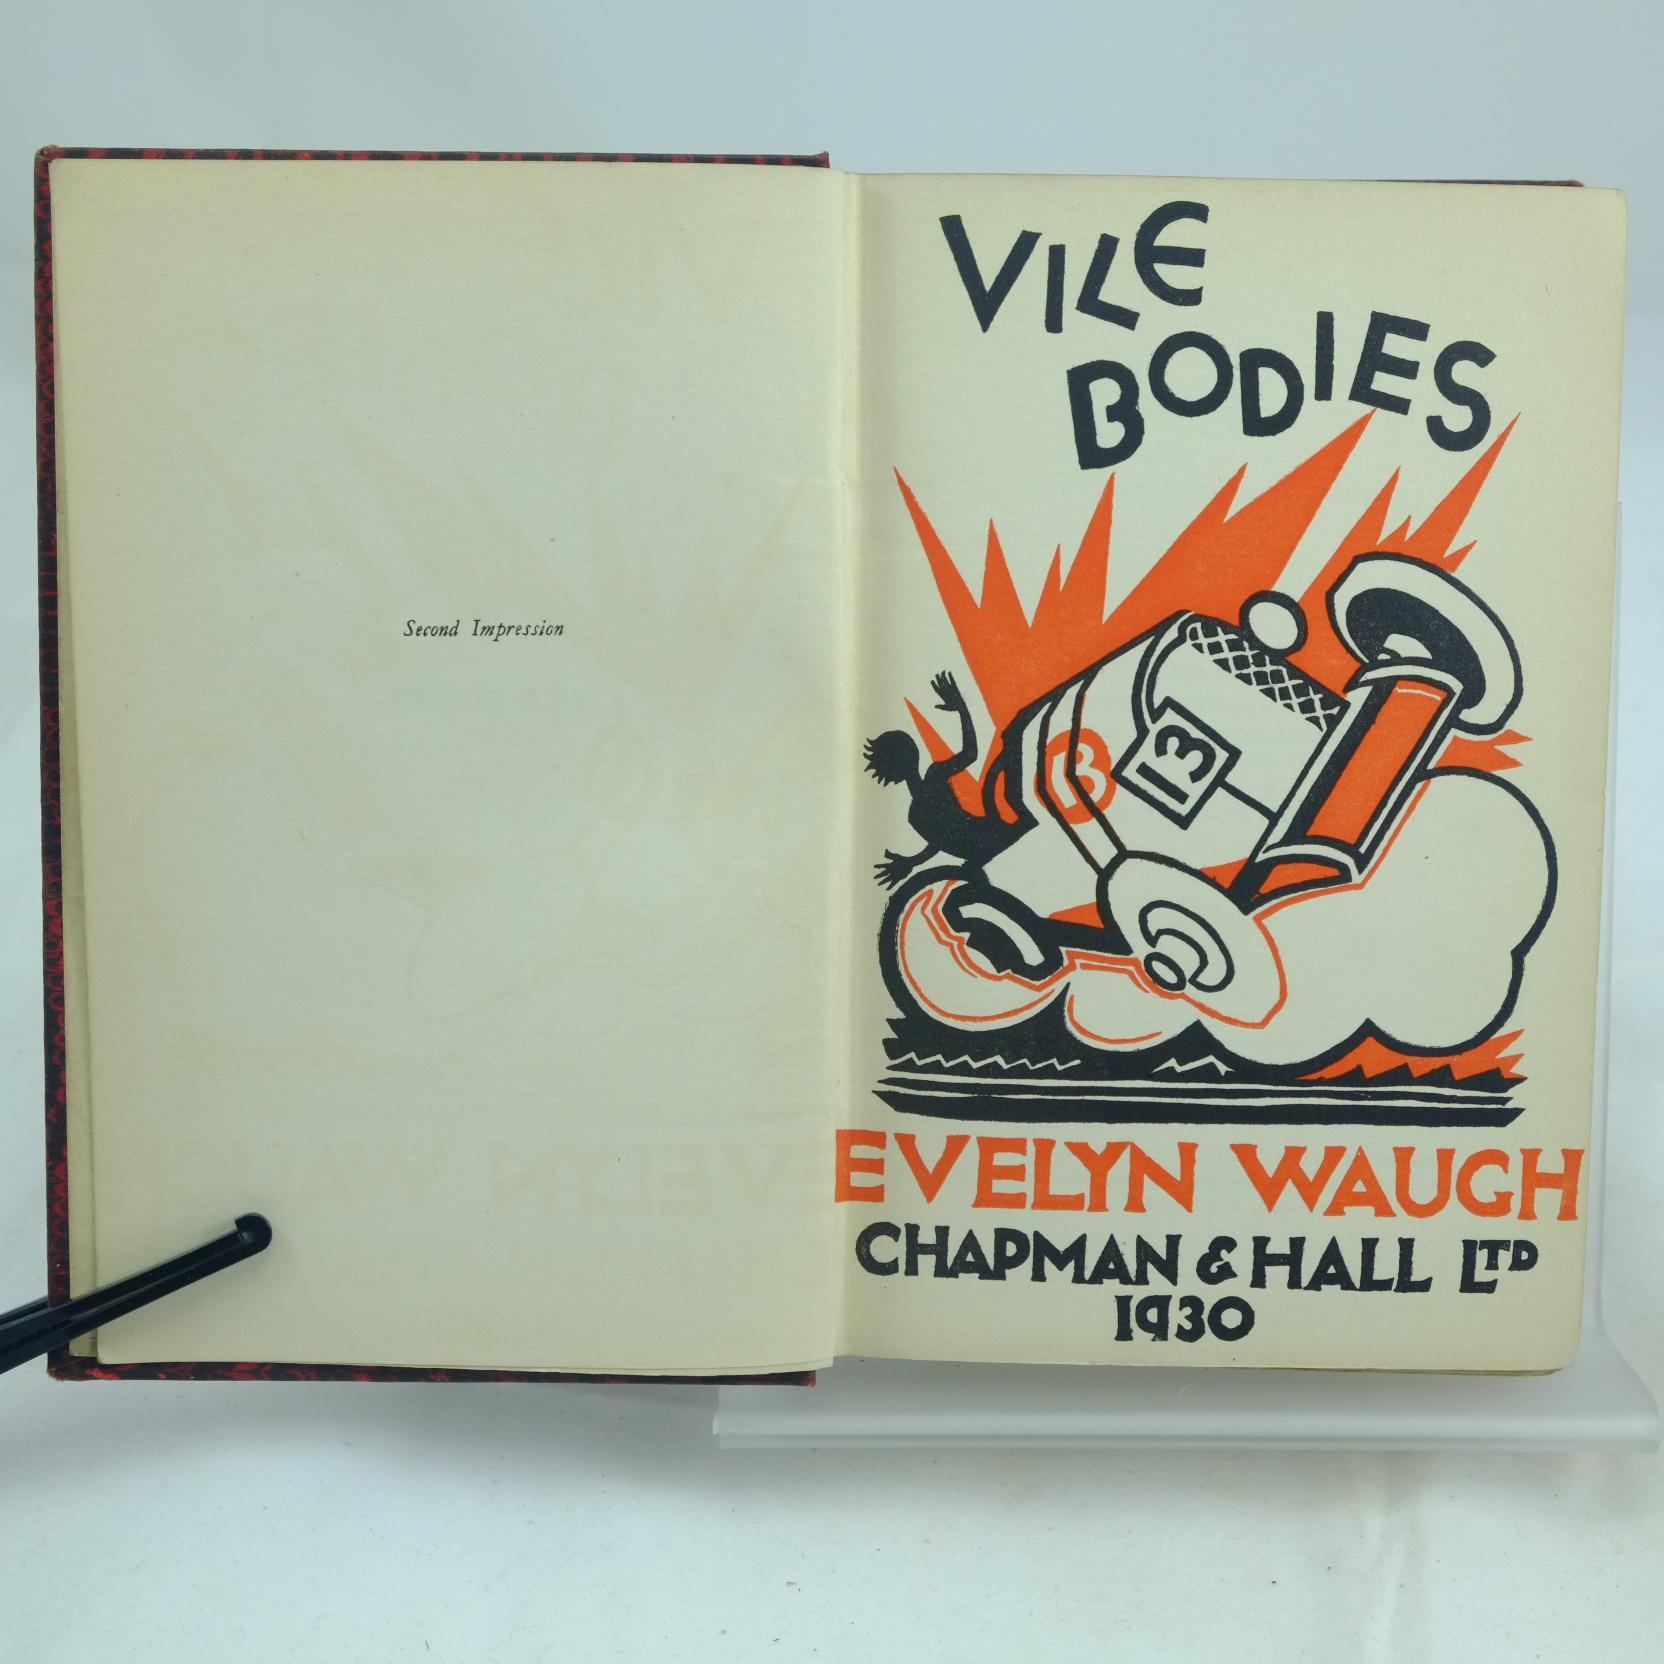 Second Impression
VILE
BODIES
13
13
EVELYN WAUGH
CHAPMAN & HALL LTD
1930